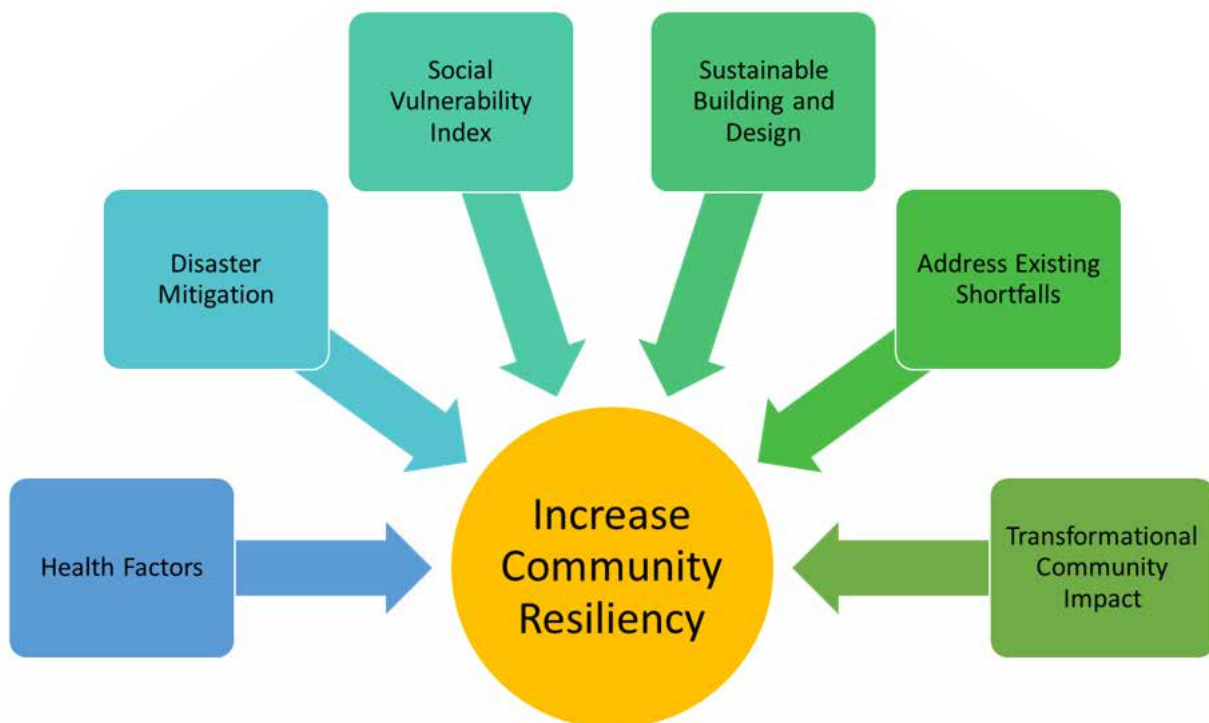 Social
Vulnerability
Index
Sustainable
Building and
Design
Disaster
Mitigation
Address Existing
Shortfalls
Health Factors
Increase
Community
Resiliency
Transformational
Community
Impact